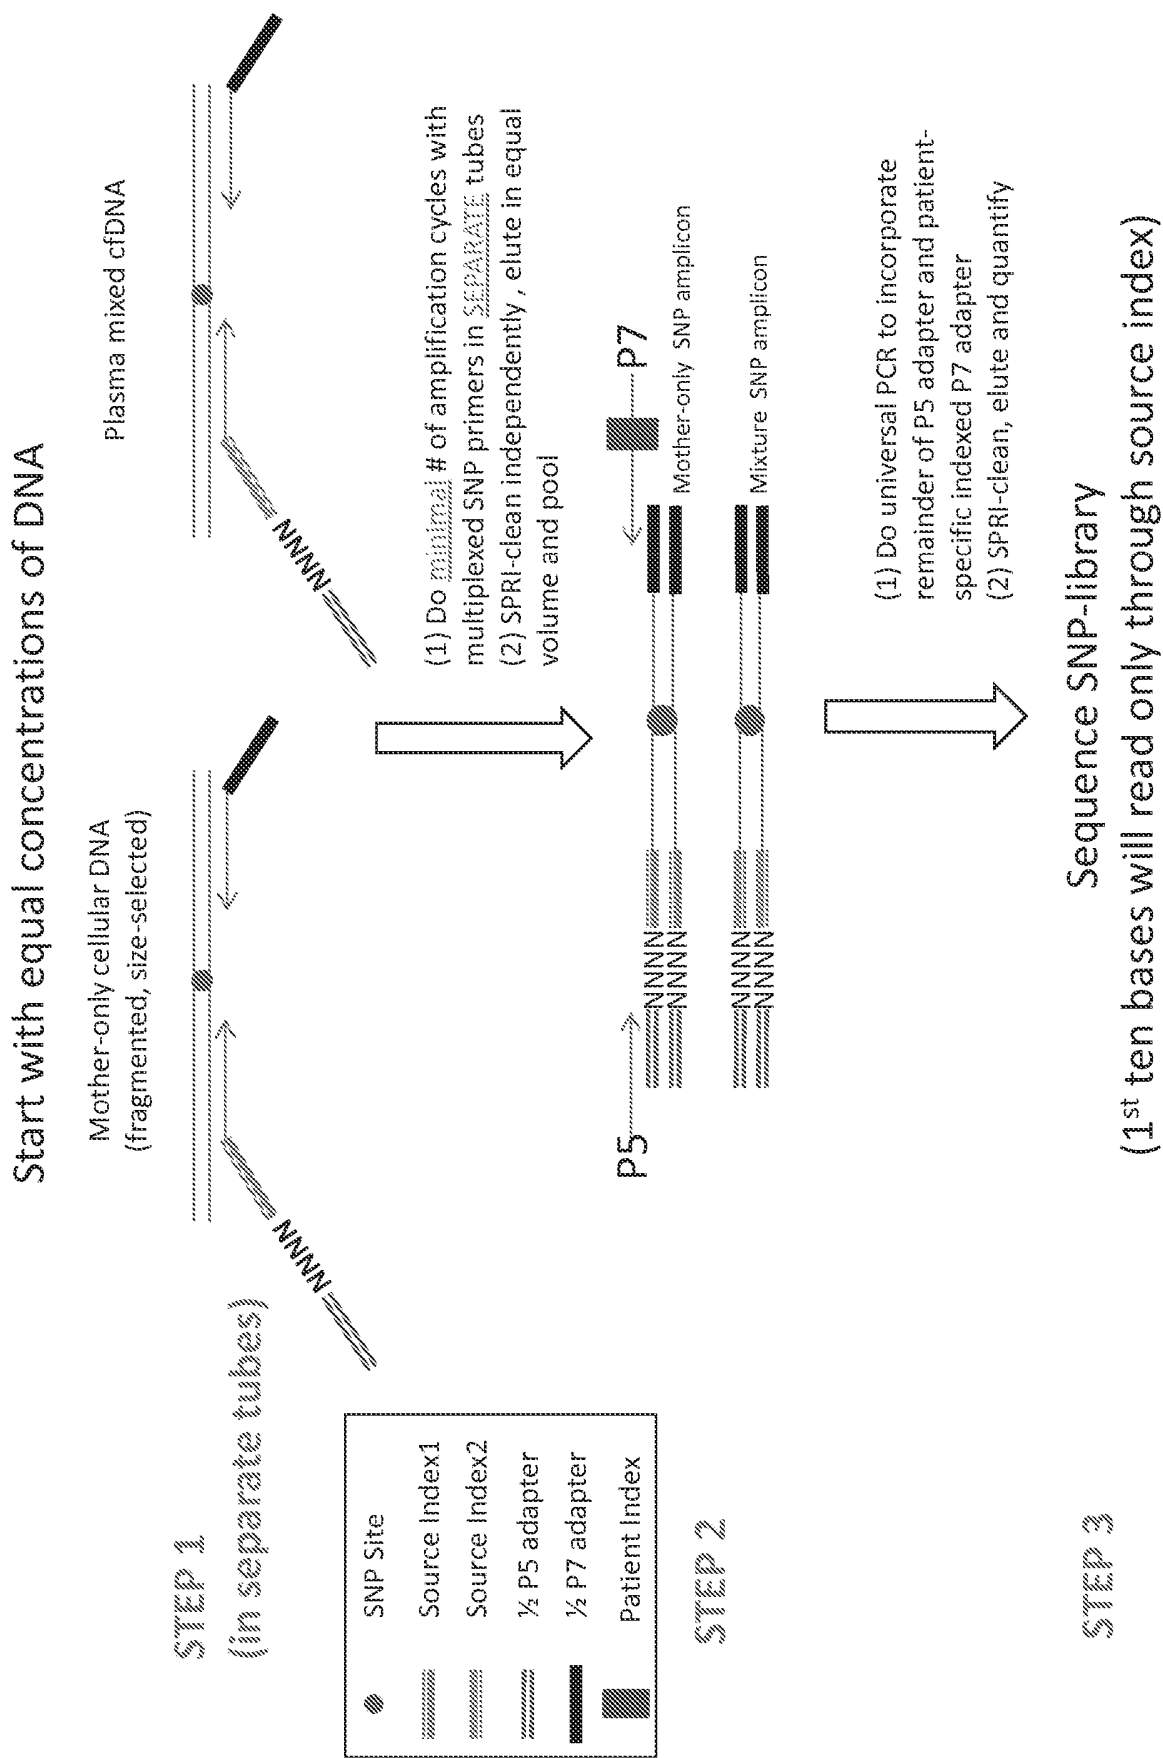 Start with equal concentrations of DNA
STEP 1
(in separate tubes)
Mother-only cellular DNA
(fragmented, size-selected)
Plasma mixed cfDNA
NNNN
NNNN
SNP Site
Source Index1
Source Index2
½ P5 adapter
½ P7 adapter
Patient Index
(1) Do minimal # of amplification cycles with
multiplexed SNP primers in SEPARATE tubes
(2) SPRI-clean independently , elute in equal
volume and pool
STEP 2
P5
P7
NNNN
NNNN
Mother-only SNP amplicon
NNNN
NNNN
Mixture SNP amplicon
(1) Do universal PCR to incorporate
remainder of P5 adapter and patient-
specific indexed P7 adapter
(2) SPRI-clean, elute and quantify
STEP 3
Sequence SNP-library
(1st ten bases will read only through source index)